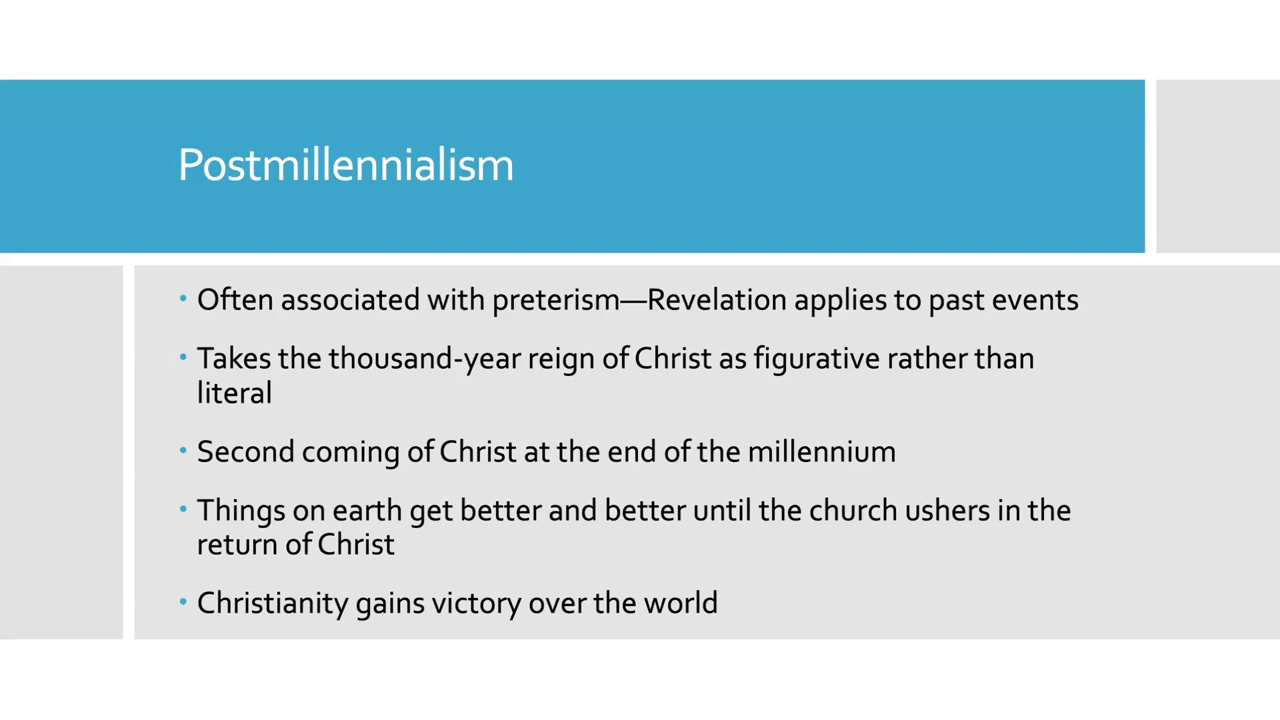 Postmillennialism
• Often associated with preterism—Revelation applies to past events
• Takes the thousand-year reign of Christ as figurative rather than
literal
• Second coming of Christ at the end of the millennium
• Things on earth get better and better until the church ushers in the
return of Christ
• Christianity gains victory over the world